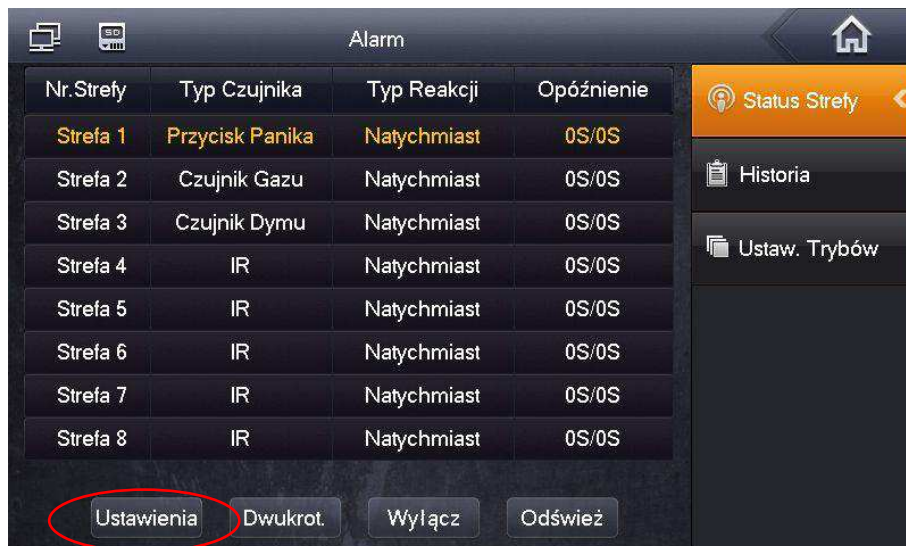 SD
Alarm
Nr.Strefy Typ Czujnika Typ Reakcji Opóźnienie
Strefa 1 Przycisk Panika Natychmiast 0S/0S
Strefa 2 Czujnik Gazu Natychmiast 0S/0S
Strefa 3 Czujnik Dymu Natychmiast 0S/0S
Strefa 4 IR Natychmiast 0S/0S
Strefa 5 IR Natychmiast 0S/0S
Strefa 6 IR Natychmiast 0S/0S
Strefa 7 IR Natychmiast 0S/0S
Strefa 8 IR Natychmiast 0S/0S
Ustawienia Dwukrot. Wyłącz Odśwież
Status Strefy
Historia
Ustaw. Trybów